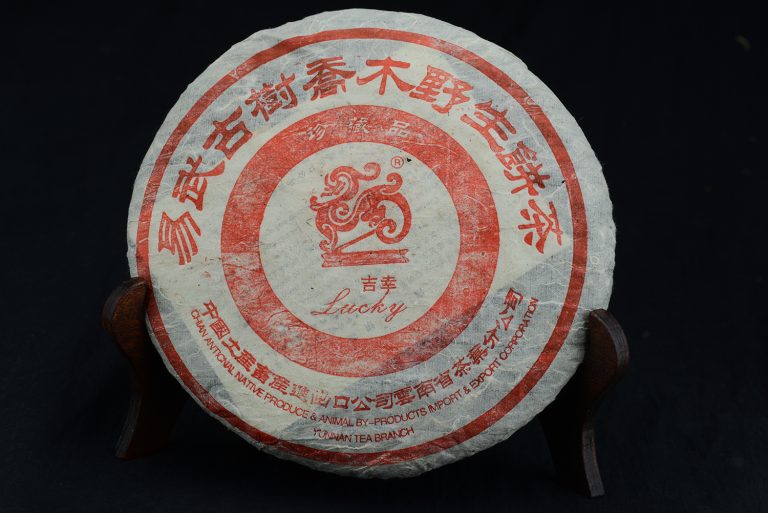 易武古樹喬木野生餅茶
珍藏品
®
吉幸
Lucky
中國土產畜產進出口公司雲南省茶葉分公司
CHIAN ANTIONAL NATIVE PRODUCE & ANIMAL BY-PRODUCTS IMPORT & EXPORT CORPORATION
YUNNAN TEA BRANCH